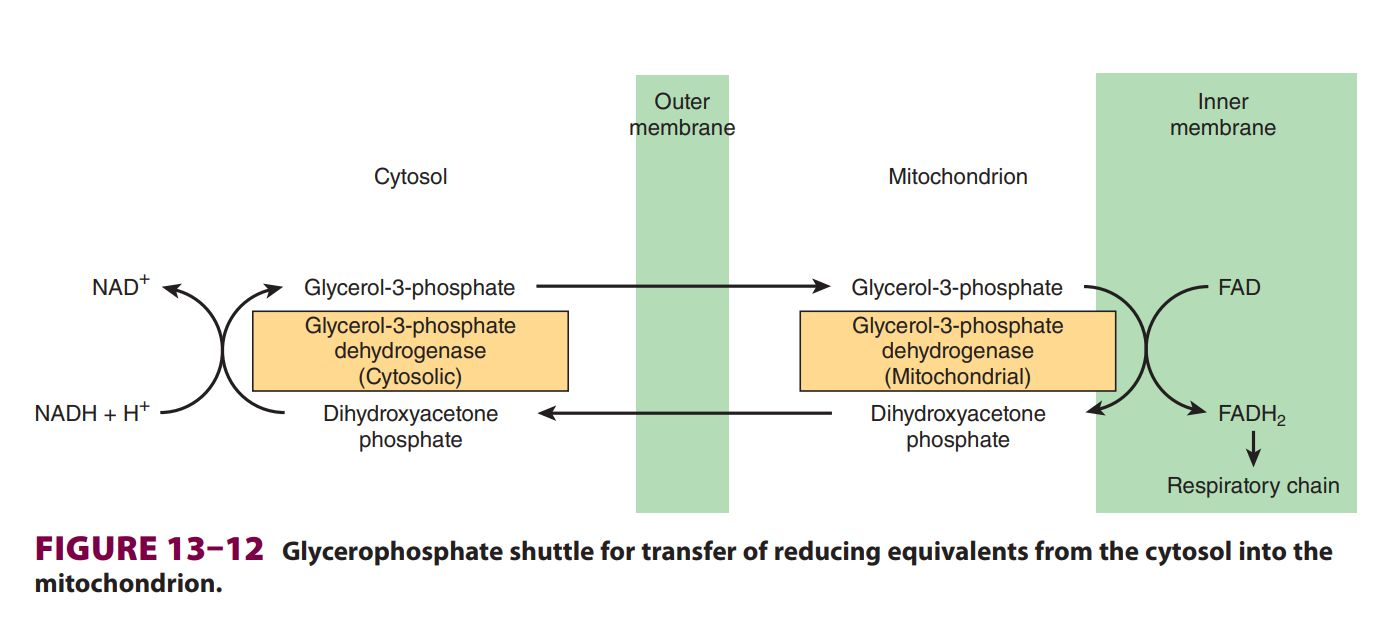 Outer
membrane
Inner
membrane
Cytosol
Mitochondrion
NAD⁺
Glycerol-3-phosphate
Glycerol-3-phosphate
FAD
Glycerol-3-phosphate
dehydrogenase
(Cytosolic)
Glycerol-3-phosphate
dehydrogenase
(Mitochondrial)
NADH + H⁺
Dihydroxyacetone
phosphate
Dihydroxyacetone
phosphate
FADH₂
Respiratory chain
FIGURE 13–12 Glycerophosphate shuttle for transfer of reducing equivalents from the cytosol into the
mitochondrion.